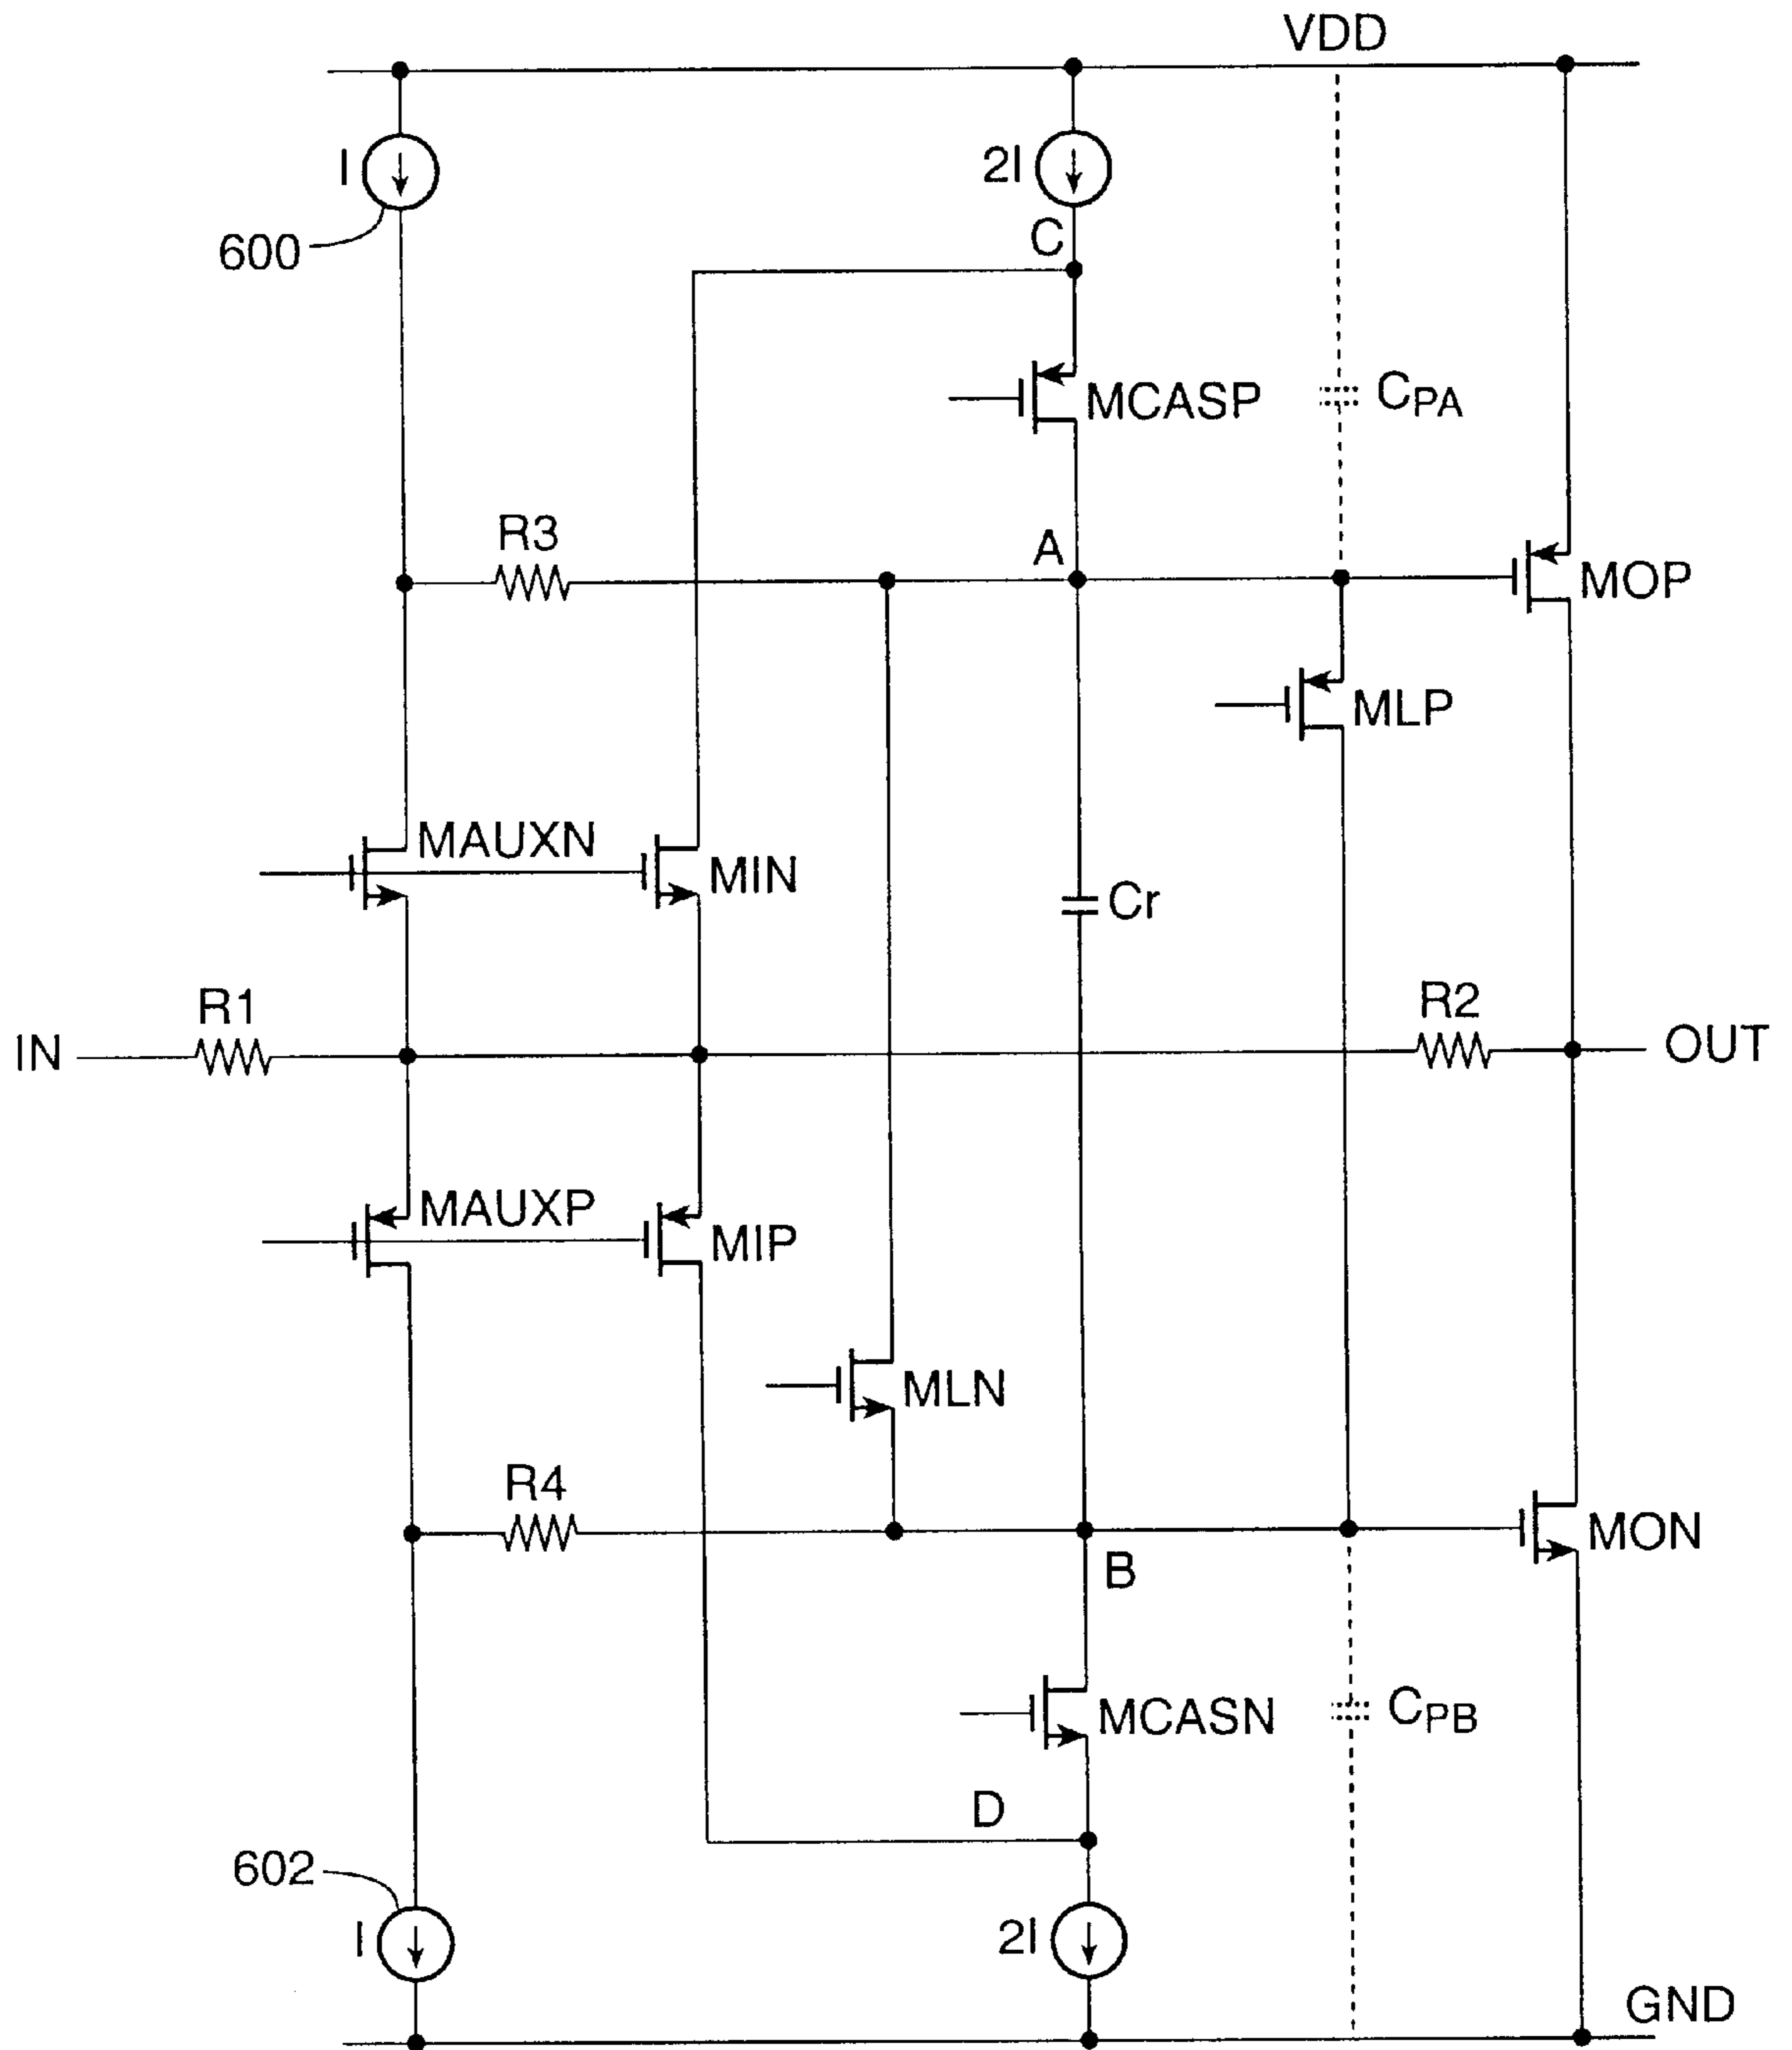 VDD
I
2I
600
C
MCASP
CPA
R3
A
MOP
MLP
MAUXN
MIN
Cr
R1
R2
IN
OUT
MAUXP
MIP
MLN
R4
MON
B
MCASN
CPB
D
602
I
2I
GND